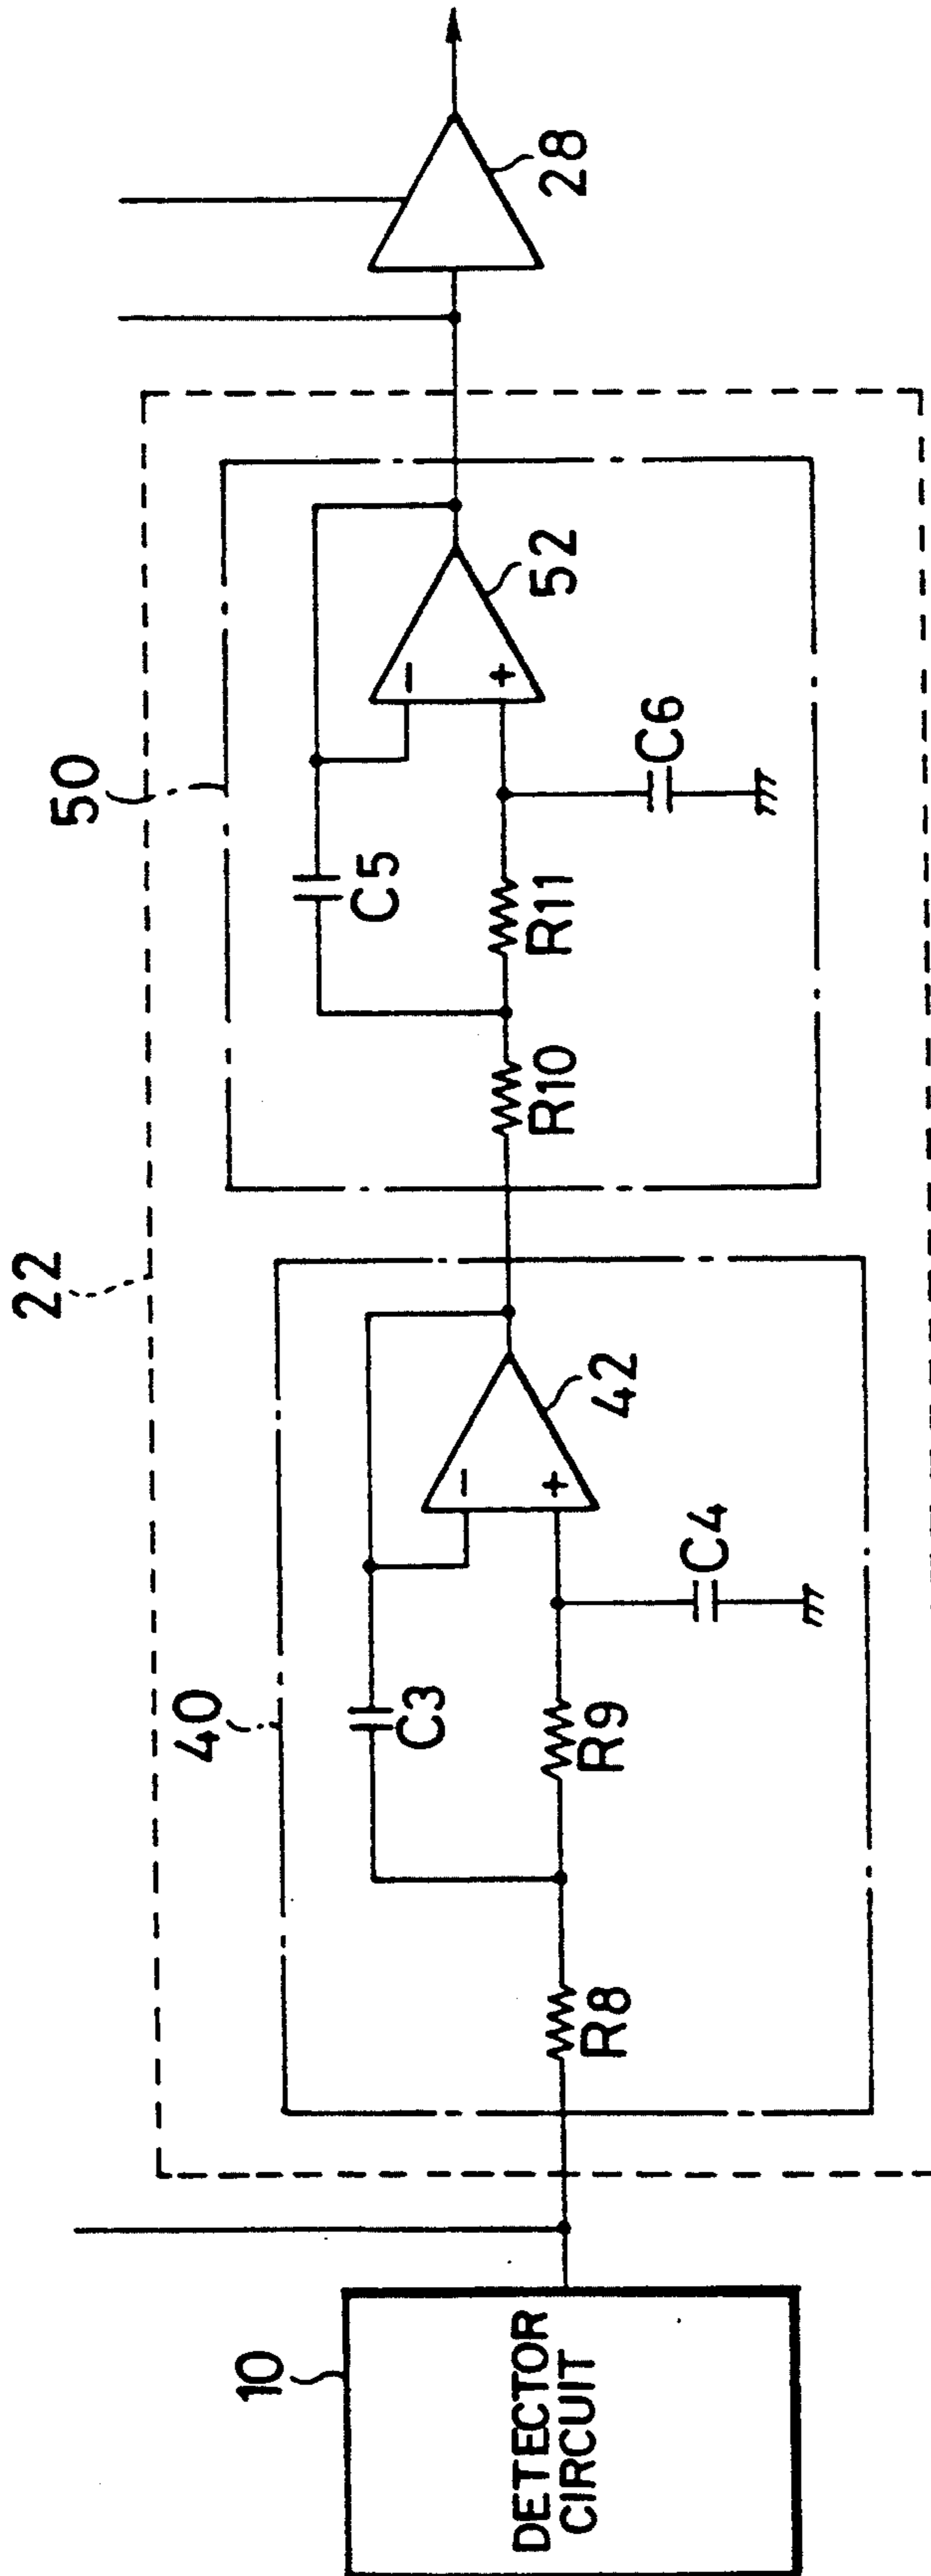 22
50
40
10
DETECTOR
CIRCUIT
R8
C3
R9
C4
−
+
42
R10
C5
R11
C6
−
+
52
28